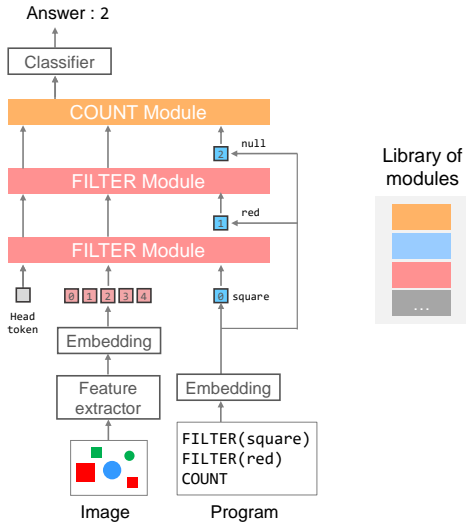 Answer : 2
Classifier
COUNT Module
null
2
FILTER Module
red
1
FILTER Module
0 1 2 3 4
0 square
Head
token
Embedding
Feature
extractor
Image
Embedding
FILTER(square)
FILTER(red)
COUNT
Program
Library of
modules
...